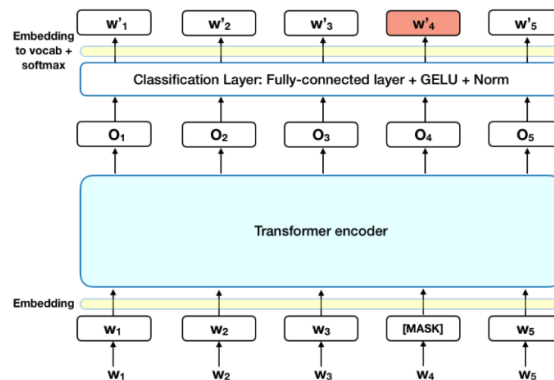 w'1 w'2 w'3 w'4 w'5
Embedding
to vocab +
softmax
Classification Layer: Fully-connected layer + GELU + Norm
O1 O2 O3 O4 O5
Transformer encoder
Embedding
W1 W2 W3 [MASK] W5
W1 W2 W3 W4 W5